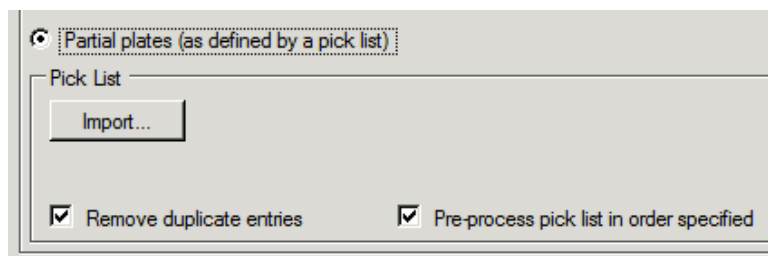 Partial plates (as defined by a pick list)
Pick List
Import...
Remove duplicate entries Pre-process pick list in order specified